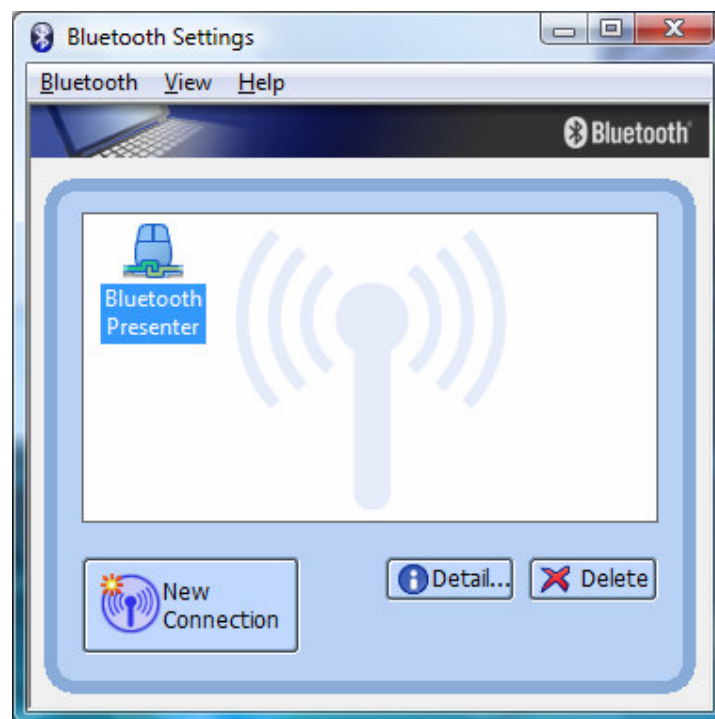 Bluetooth Settings
Bluetooth View Help
Bluetooth
Bluetooth
Presenter
New
Connection
Detail...
Delete